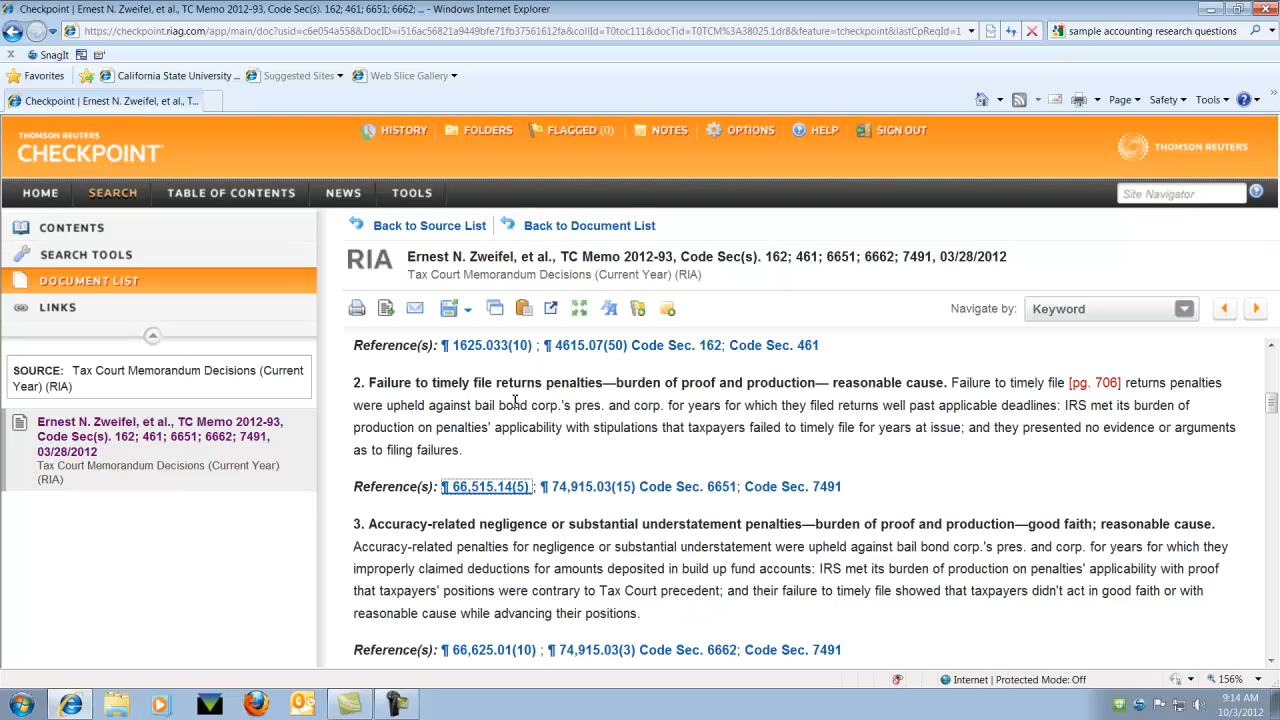 Checkpoint | Ernest N. Zweifel, et al., TC Memo 2012-93, Code Sec(s). 162; 461; 6651; 6662; ... - Windows Internet Explorer
riag https://checkpoint.riag.com/app/main/doc?usid=c6e054a558&DocID=i516ac56821a9449bfe71fb37561612fa&collId=T0toc111&docTid=T0TCM%3A38025.1dr8&feature=tcheckpoint&lastCpReqId=1 sample accounting research questions
x SnagIt
Favorites California State University ... Suggested Sites Web Slice Gallery
Checkpoint | Ernest N. Zweifel, et al., T... Page Safety Tools
THOMSON REUTERS
CHECKPOINT
HISTORY FOLDERS FLAGGED (0) NOTES OPTIONS HELP SIGN OUT
THOMSON REUTERS
HOME SEARCH TABLE OF CONTENTS NEWS TOOLS Site Navigator
CONTENTS
SEARCH TOOLS
DOCUMENT LIST
LINKS
SOURCE: Tax Court Memorandum Decisions (Current
Year) (RIA)
Ernest N. Zweifel, et al., TC Memo 2012-93,
Code Sec(s). 162; 461; 6651; 6662; 7491,
03/28/2012
Tax Court Memorandum Decisions (Current Year)
(RIA)
Back to Source List Back to Document List
RIA Ernest N. Zweifel, et al., TC Memo 2012-93, Code Sec(s). 162; 461; 6651; 6662; 7491, 03/28/2012
Tax Court Memorandum Decisions (Current Year) (RIA)
Navigate by: Keyword
Reference(s): ¶ 1625.033(10) ; ¶ 4615.07(50) Code Sec. 162; Code Sec. 461
2. Failure to timely file returns penalties—burden of proof and production— reasonable cause. Failure to timely file [pg. 706] returns penalties
were upheld against bail bond corp.'s pres. and corp. for years for which they filed returns well past applicable deadlines: IRS met its burden of
production on penalties' applicability with stipulations that taxpayers failed to timely file for years at issue; and they presented no evidence or arguments
as to filing failures.
Reference(s): ¶ 66,515.14(5) ; ¶ 74,915.03(15) Code Sec. 6651; Code Sec. 7491
3. Accuracy-related negligence or substantial understatement penalties—burden of proof and production—good faith; reasonable cause.
Accuracy-related penalties for negligence or substantial understatement were upheld against bail bond corp.'s pres. and corp. for years for which they
improperly claimed deductions for amounts deposited in build up fund accounts: IRS met its burden of production on penalties' applicability with proof
that taxpayers' positions were contrary to Tax Court precedent; and their failure to timely file showed that taxpayers didn't act in good faith or with
reasonable cause while advancing their positions.
Reference(s): ¶ 66,625.01(10) ; ¶ 74,915.03(3) Code Sec. 6662; Code Sec. 7491
Internet | Protected Mode: Off 156%
9:14 AM
10/3/2012